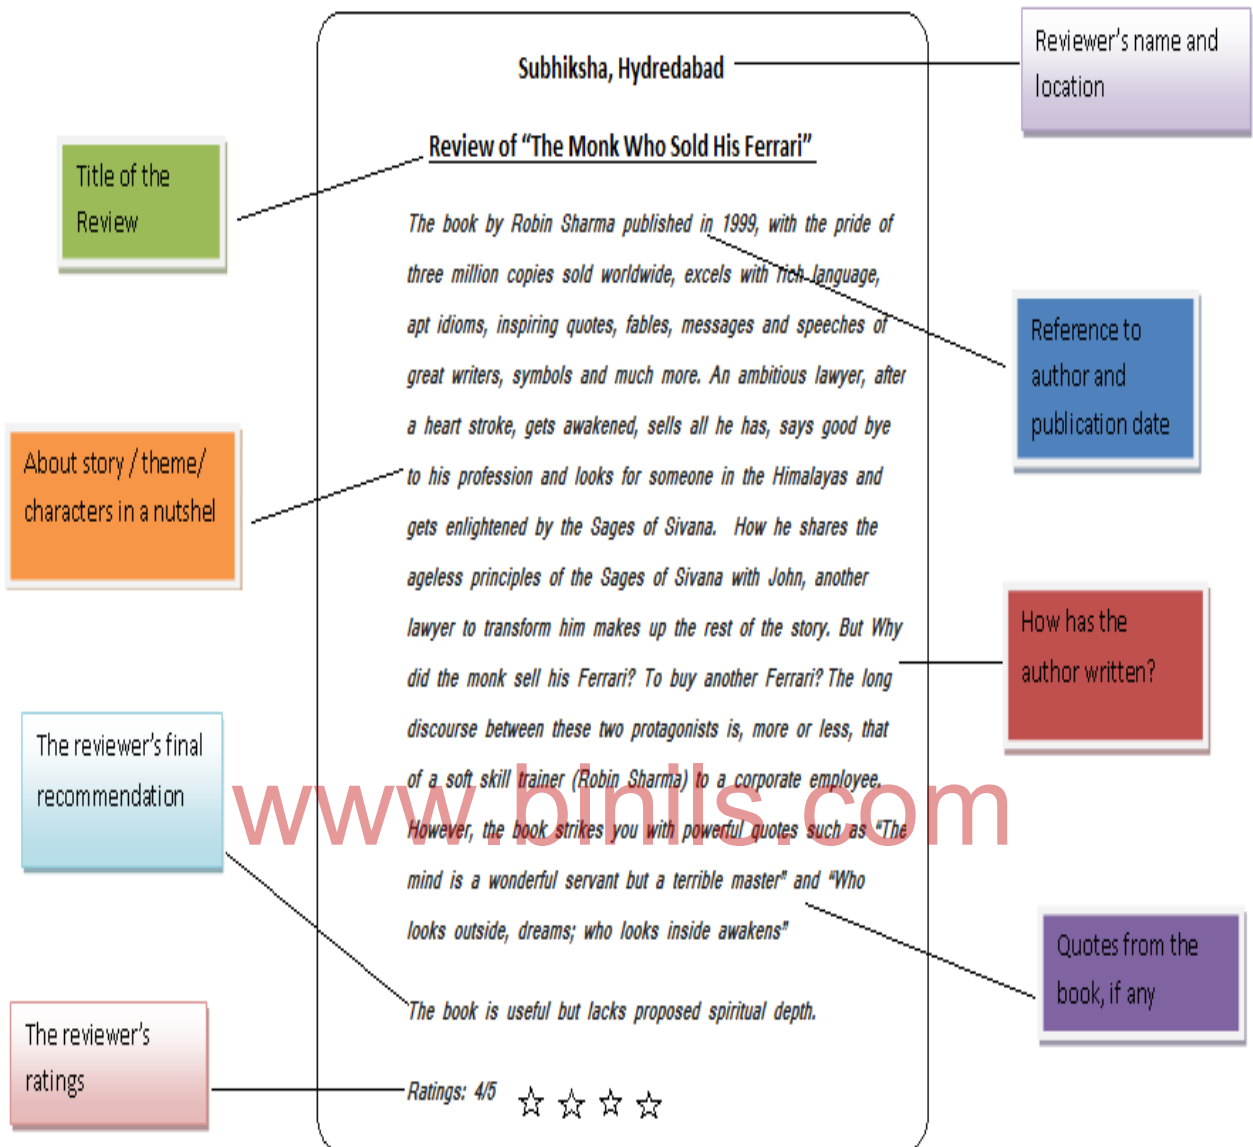 Subhiksha, Hydredabad
Reviewer's name and
location
Review of “The Monk Who Sold His Ferrari”
Title of the
Review
The book by Robin Sharma published in 1999, with the pride of
three million copies sold worldwide, excels with rich language,
apt idioms, inspiring quotes, fables, messages and speeches of
great writers, symbols and much more. An ambitious lawyer, after
a heart stroke, gets awakened, sells all he has, says good bye
to his profession and looks for someone in the Himalayas and
gets enlightened by the Sages of Sivana. How he shares the
ageless principles of the Sages of Sivana with John, another
lawyer to transform him makes up the rest of the story. But Why
did the monk sell his Ferrari? To buy another Ferrari? The long
discourse between these two protagonists is, more or less, that
of a soft skill trainer (Robin Sharma) to a corporate employee.
However, the book strikes you with powerful quotes such as “The
mind is a wonderful servant but a terrible master” and “Who
looks outside, dreams; who looks inside awakens”
Reference to
author and
publication date
About story / theme/
characters in a nutshel
How has the
author written?
The reviewer's final
recommendation
www.binils.com
Quotes from the
book, if any
The book is useful but lacks proposed spiritual depth.
The reviewer's
ratings
Ratings: 4/5